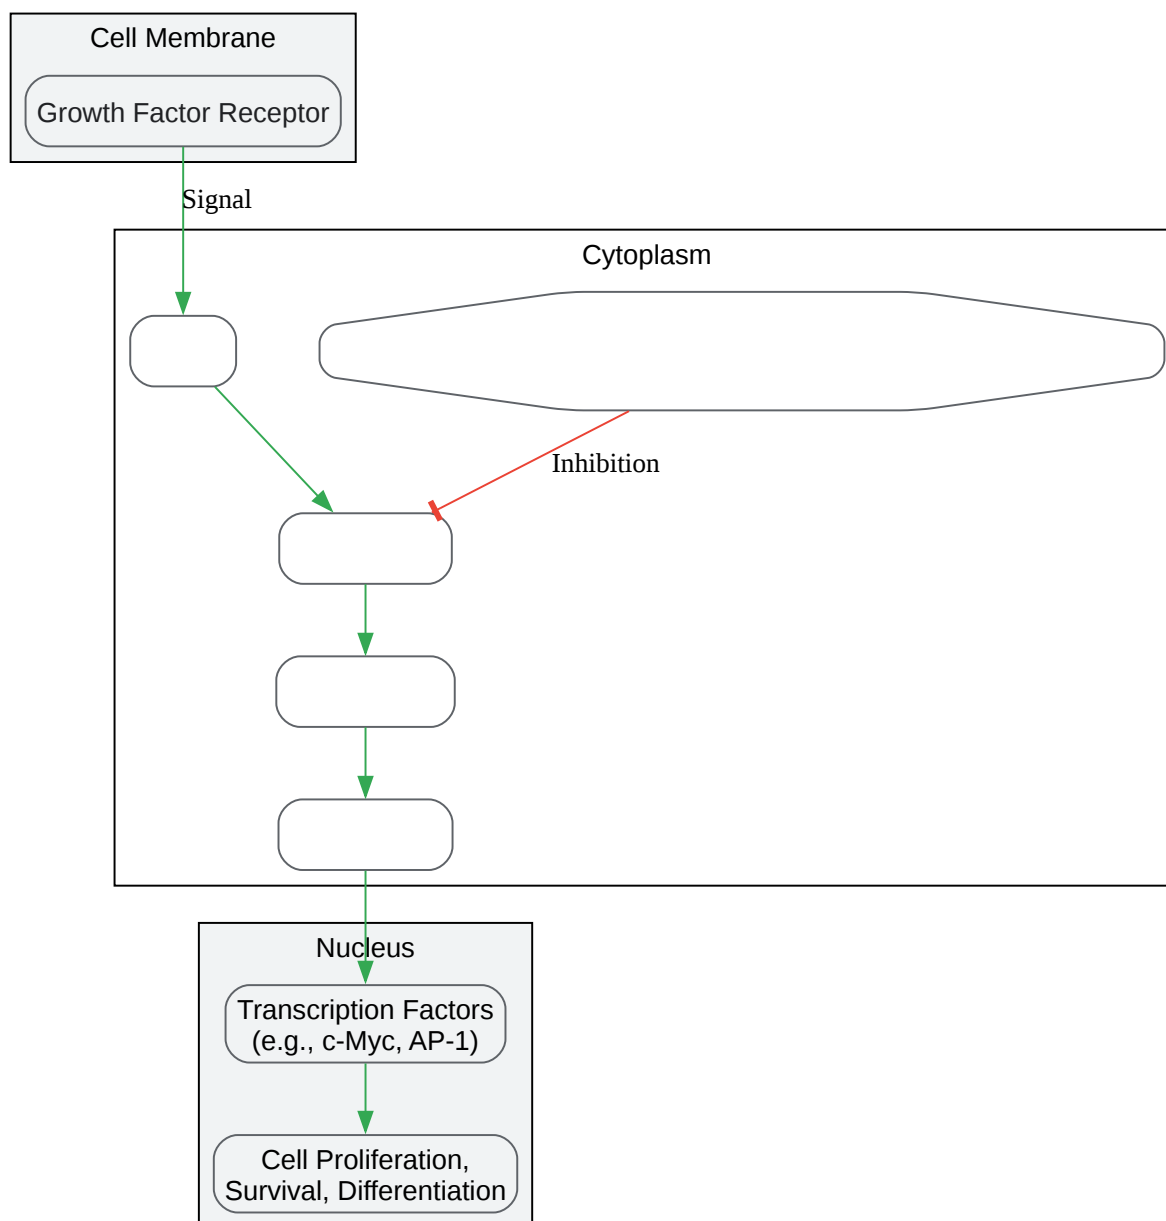 Cell Membrane
Growth Factor Receptor
Signal
Cytoplasm
Inhibition
Nucleus
Transcription Factors
(e.g., c-Myc, AP-1)
Cell Proliferation,
Survival, Differentiation